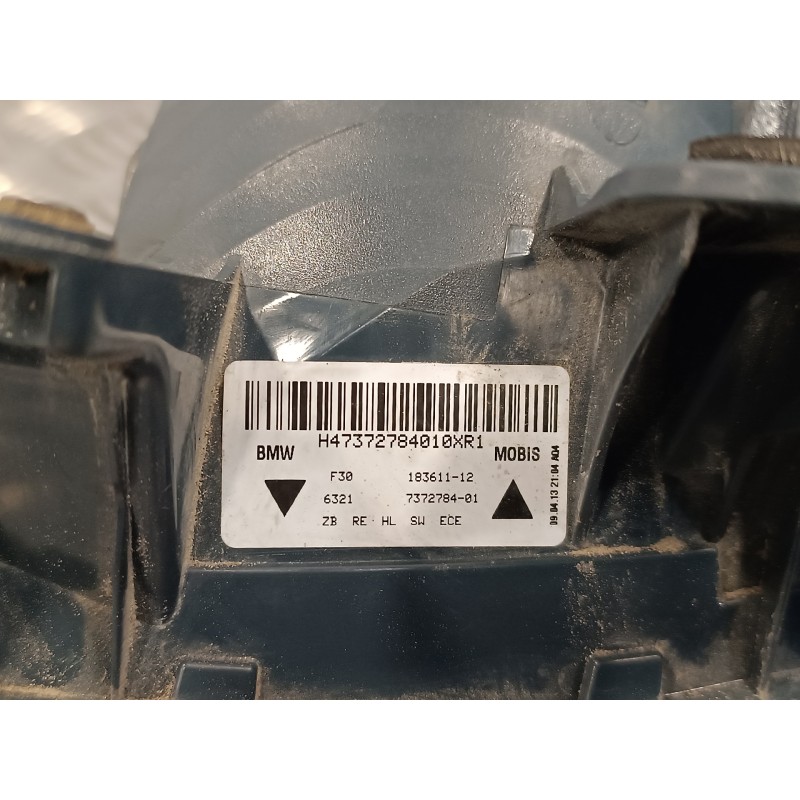 H47372784010XR1
BMW MOBIS
F30 183611-12
6321 7372784-01
ZB RE HL SW ECE
09.04.13 21:04 A04